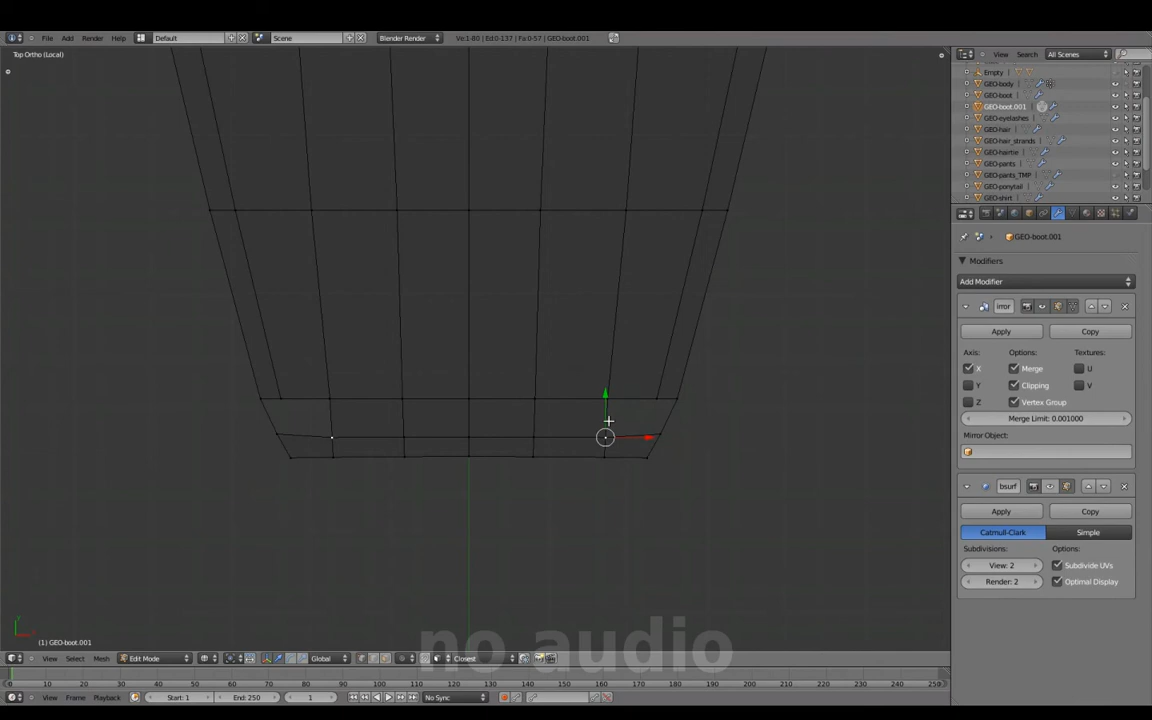 File Add Render Help Default Scene Blender Render Ve:1-80 | Ed:0-137 | Fa:0-57 | GEO-boot.001 View Search All Scenes
Top Ortho (Local)
Empty
GEO-body
GEO-boot
GEO-boot.001
GEO-eyelashes
GEO-hair
GEO-hair_strands
GEO-hairtie
GEO-pants
GEO-pants_TMP
GEO-ponytail
GEO-shirt
GEO-boot.001
Modifiers
Add Modifier
irror
Apply Copy
Axis: Options: Textures:
X Merge U
Y Clipping V
Z Vertex Group
Merge Limit: 0.001000
Mirror Object:
bsurf
Apply Copy
Catmull-Clark Simple
Subdivisions: Options:
View: 2 Subdivide UVs
Render: 2 Optimal Display
no audio
(1) GEO-boot.001
View Select Mesh Edit Mode Global Closest
0 10 20 30 40 50 60 70 80 90 100 110 120 130 140 150 160 170 180 190 200 210 220 230 240 250
View Frame Playback Start: 1 End: 250 1 No Sync